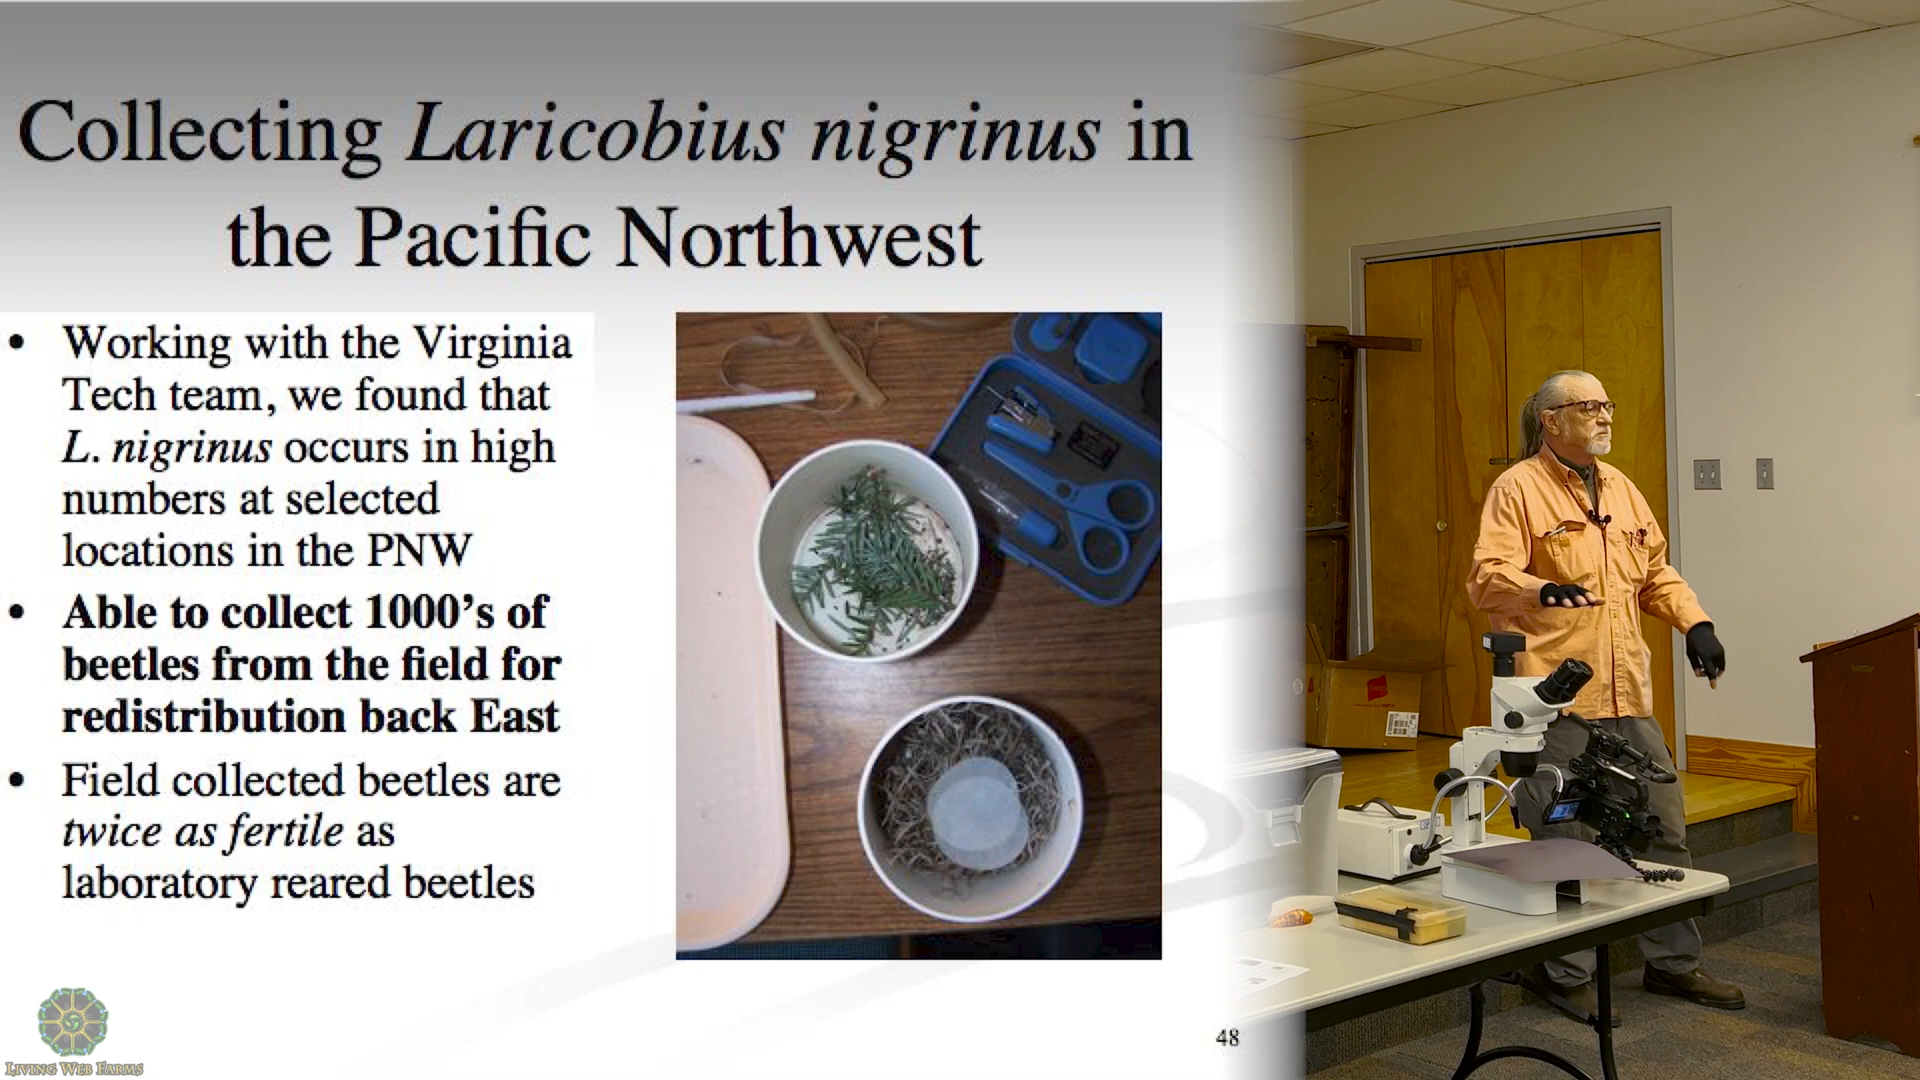 Collecting Laricobius nigrinus in
the Pacific Northwest
• Working with the Virginia
Tech team, we found that
L. nigrinus occurs in high
numbers at selected
locations in the PNW
• Able to collect 1000's of
beetles from the field for
redistribution back East
• Field collected beetles are
twice as fertile as
laboratory reared beetles
48
LIVING WEB FARMS